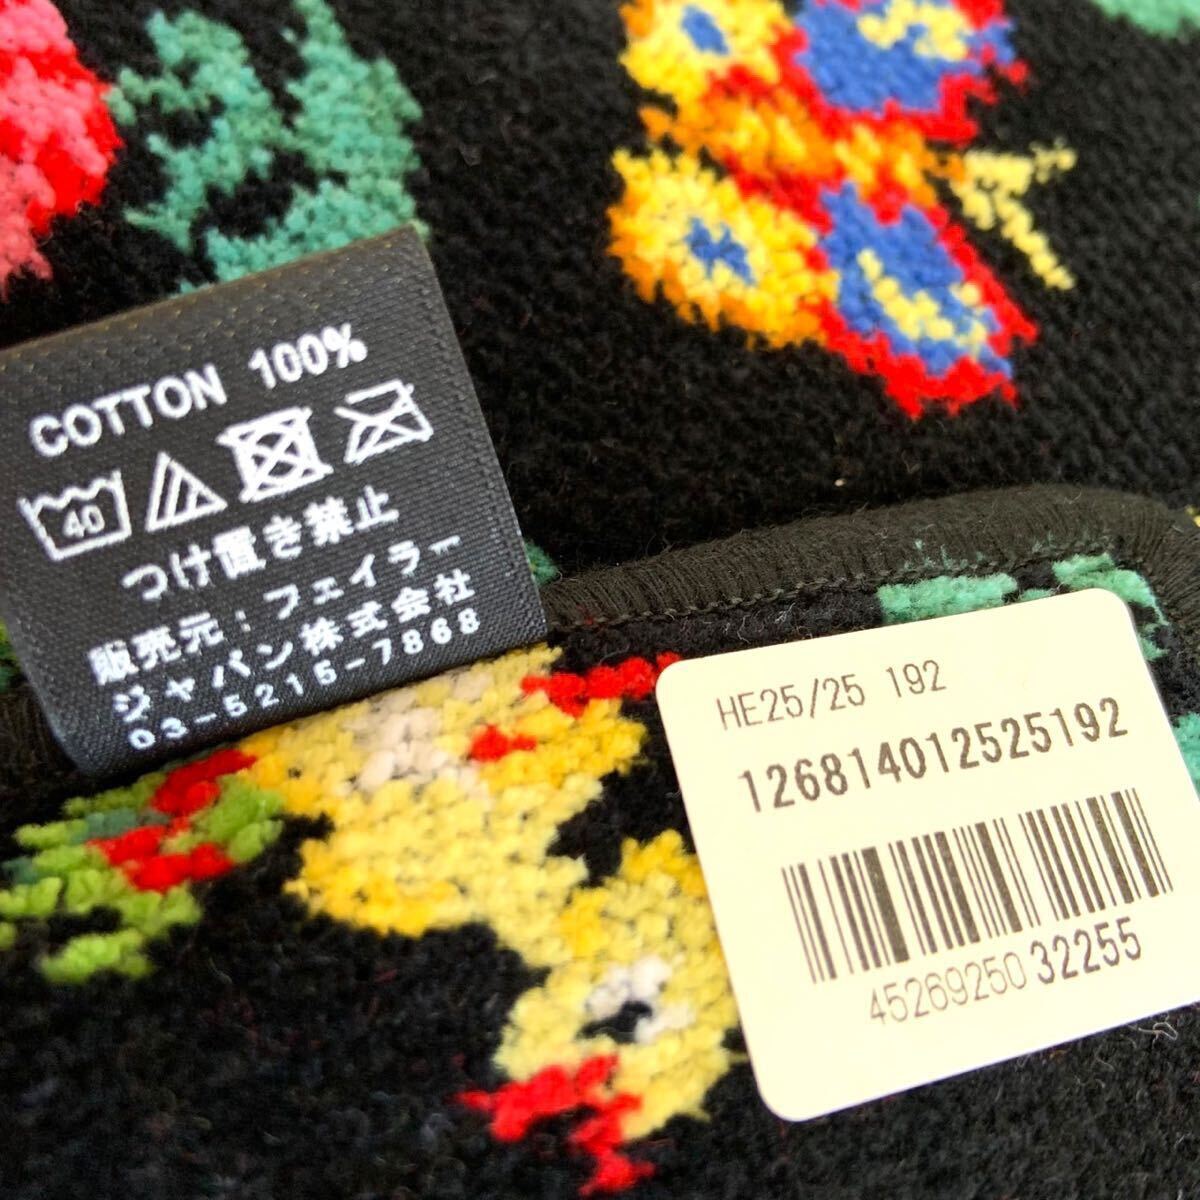 COTTON 100%
40
つけ置き禁止
販売元:フェイラー
ジャパン株式会社
03-5215-7868
HE25/25 192
126814012525192
4526925032255